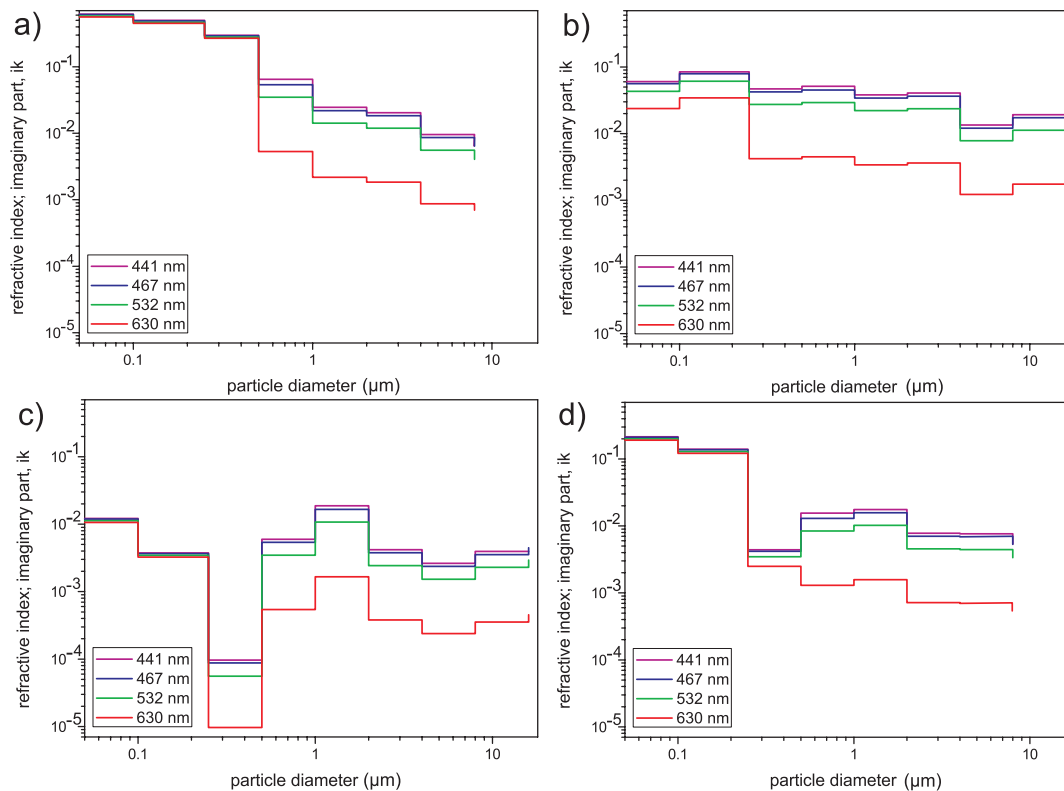 a)
refractive index; imaginary part, ik
10⁻¹
10⁻²
10⁻³
10⁻⁴
10⁻⁵
441 nm
467 nm
532 nm
630 nm
0.1 1 10
particle diameter (µm)
b)
refractive index; imaginary part, ik
10⁻¹
10⁻²
10⁻³
10⁻⁴
10⁻⁵
441 nm
467 nm
532 nm
630 nm
0.1 1 10
particle diameter (µm)
c)
refractive index; imaginary part, ik
10⁻¹
10⁻²
10⁻³
10⁻⁴
10⁻⁵
441 nm
467 nm
532 nm
630 nm
0.1 1 10
particle diameter (µm)
d)
refractive index; imaginary part, ik
10⁻¹
10⁻²
10⁻³
10⁻⁴
10⁻⁵
441 nm
467 nm
532 nm
630 nm
0.1 1 10
particle diameter (µm)